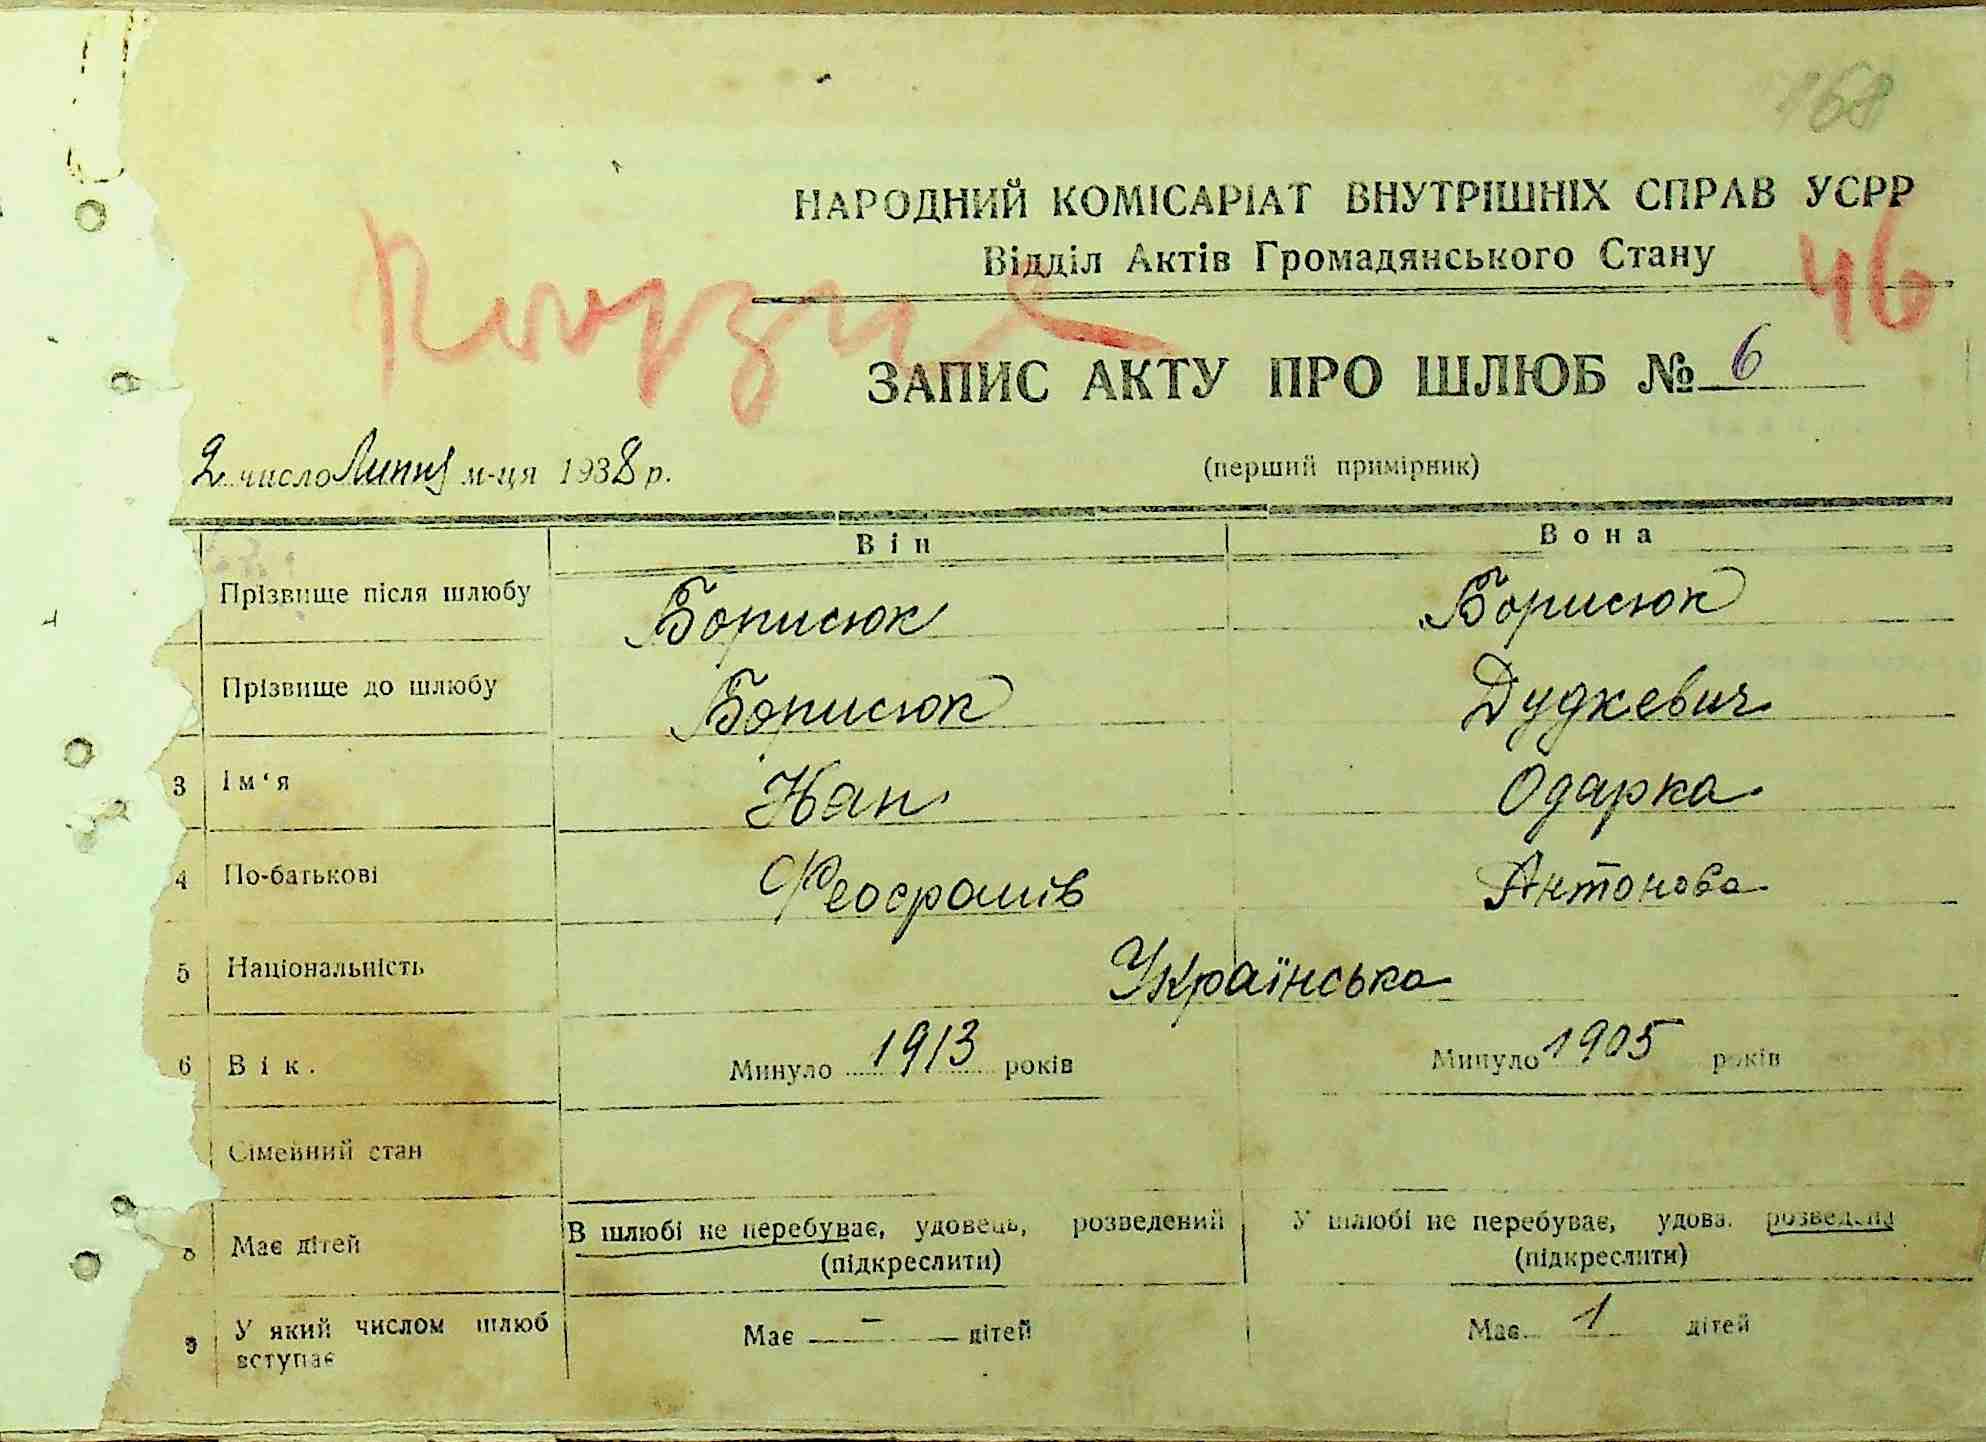 168
НАРОДНИЙ КОМІСАРІАТ ВНУТРІШНІХ СПРАВ УСРР
Відділ Актів Громадянського Стану
46
ЗАПИС АКТУ ПРО ШЛЮБ № 6
2 число Липня м-ця 1938 р.
(перший примірник)
Він Вона
Прізвище після шлюбу Борисюк Борисюк
Прізвище до шлюбу Борисюк Дудкевич
3 Ім‘я Нап Одарка
4 По-батькові Антонова
5 Національність Українська
6 Вік. Минуло 1913 років Минуло 1905 років
Сімейний стан
8 Має дітей В шлюбі не перебуває, удовець, розведений У шлюбі не перебуває, удова. розведена
(підкреслити) (підкреслити)
9 У який числом шлюб Має – дітей Має 1 дітей
вступає